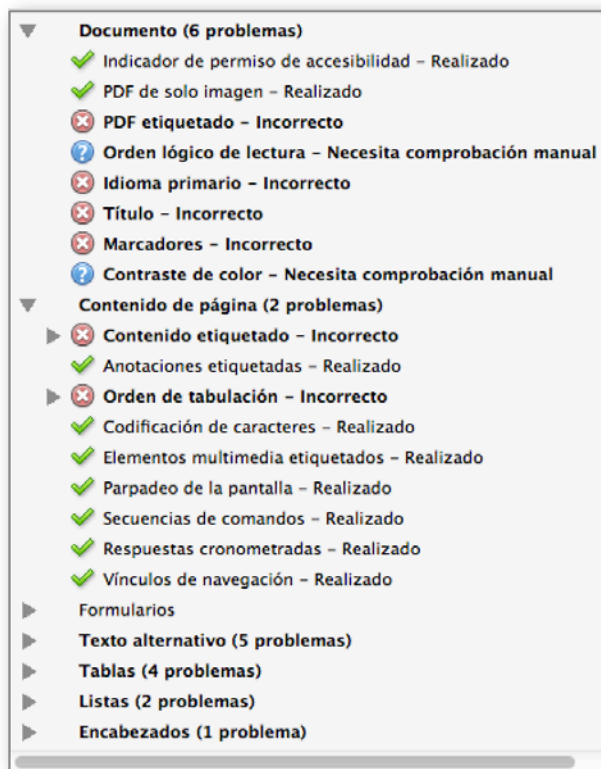 Documento (6 problemas)
Indicador de permiso de accesibilidad – Realizado
PDF de solo imagen – Realizado
PDF etiquetado – Incorrecto
Orden lógico de lectura – Necesita comprobación manual
Idioma primario – Incorrecto
Título – Incorrecto
Marcadores – Incorrecto
Contraste de color – Necesita comprobación manual
Contenido de página (2 problemas)
Contenido etiquetado – Incorrecto
Anotaciones etiquetadas – Realizado
Orden de tabulación – Incorrecto
Codificación de caracteres – Realizado
Elementos multimedia etiquetados – Realizado
Parpadeo de la pantalla – Realizado
Secuencias de comandos – Realizado
Respuestas cronometradas – Realizado
Vínculos de navegación – Realizado
Formularios
Texto alternativo (5 problemas)
Tablas (4 problemas)
Listas (2 problemas)
Encabezados (1 problema)